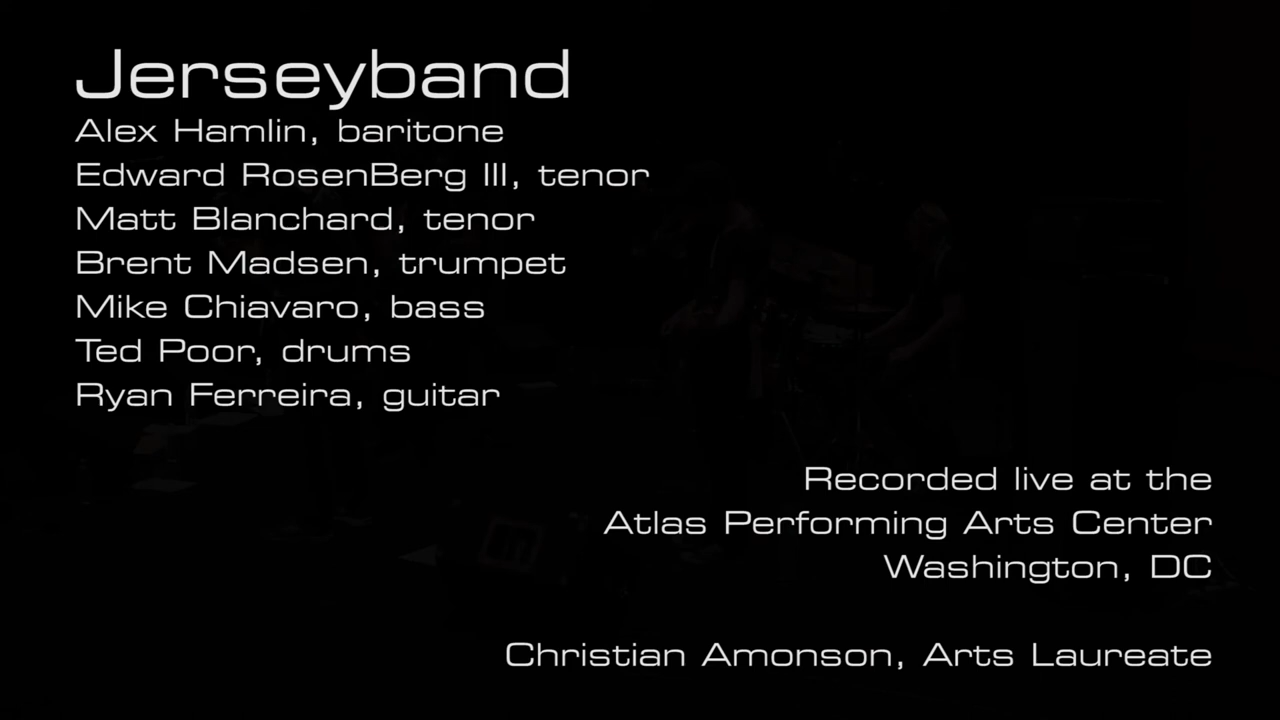 Jerseyband
Alex Hamlin, baritone
Edward RosenBerg III, tenor
Matt Blanchard, tenor
Brent Madsen, trumpet
Mike Chiavaro, bass
Ted Poor, drums
Ryan Ferreira, guitar
Recorded live at the
Atlas Performing Arts Center
Washington, DC
Christian Amonson, Arts Laureate